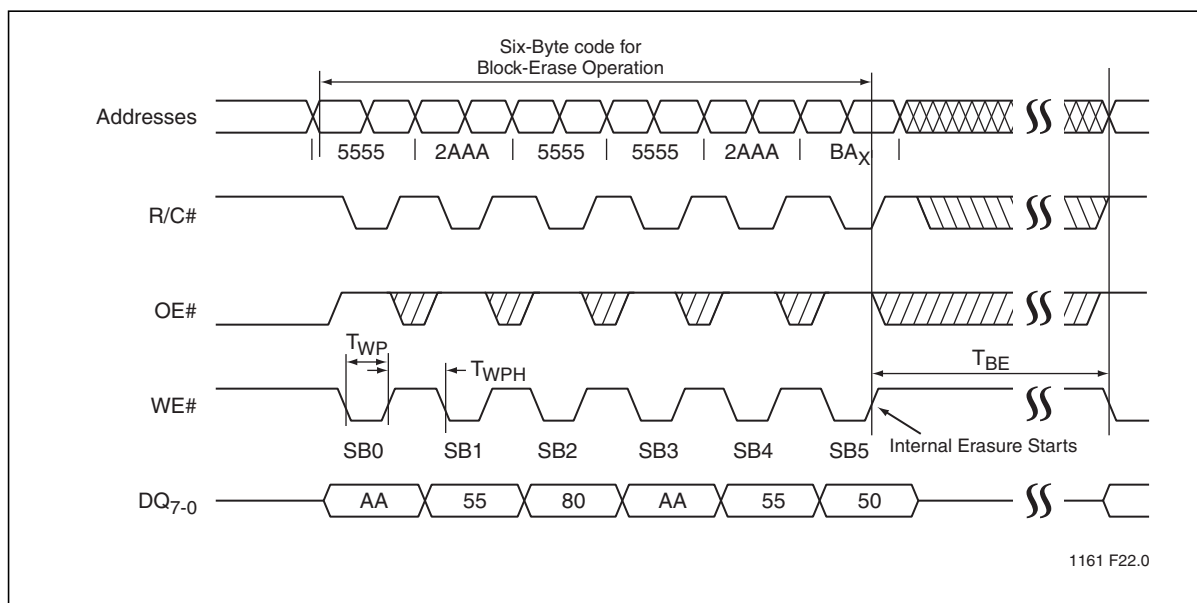 Six-Byte code for
Block-Erase Operation
Addresses
5555 2AAA 5555 5555 2AAA BAX
R/C#
OE#
TWP
TWPH
TBE
WE#
Internal Erasure Starts
SB0 SB1 SB2 SB3 SB4 SB5
DQ7-0
AA 55 80 AA 55 50
1161 F22.0